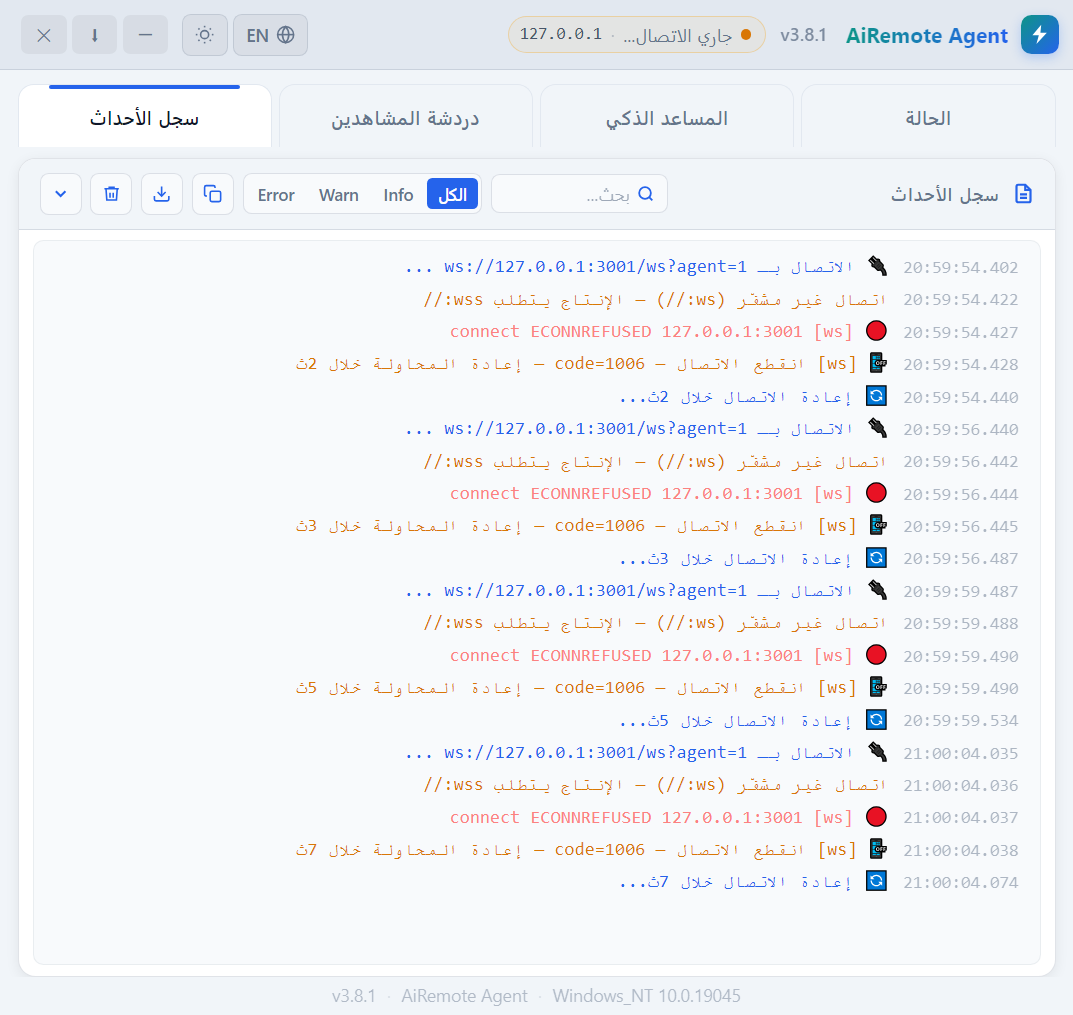 AiRemote Agent
v3.8.1
جاري الاتصال... · 127.0.0.1
EN
الحالة
المساعد الذكي
دردشة المشاهدين
سجل الأحداث
سجل الأحداث
بحث...
الكل
Info
Warn
Error
20:59:54.402 الاتصال بـ ws://127.0.0.1:3001/ws?agent=1 ...
20:59:54.422 اتصال غير مشفّر (ws://) — الإنتاج يتطلب wss://
20:59:54.427 [ws] connect ECONNREFUSED 127.0.0.1:3001
20:59:54.428 [ws] انقطع الاتصال — code=1006 — إعادة المحاولة خلال 2ث
20:59:54.440 إعادة الاتصال خلال 2ث...
20:59:56.440 الاتصال بـ ws://127.0.0.1:3001/ws?agent=1 ...
20:59:56.442 اتصال غير مشفّر (ws://) — الإنتاج يتطلب wss://
20:59:56.444 [ws] connect ECONNREFUSED 127.0.0.1:3001
20:59:56.445 [ws] انقطع الاتصال — code=1006 — إعادة المحاولة خلال 3ث
20:59:56.487 إعادة الاتصال خلال 3ث...
20:59:59.487 الاتصال بـ ws://127.0.0.1:3001/ws?agent=1 ...
20:59:59.488 اتصال غير مشفّر (ws://) — الإنتاج يتطلب wss://
20:59:59.490 [ws] connect ECONNREFUSED 127.0.0.1:3001
20:59:59.490 [ws] انقطع الاتصال — code=1006 — إعادة المحاولة خلال 5ث
20:59:59.534 إعادة الاتصال خلال 5ث...
21:00:04.035 الاتصال بـ ws://127.0.0.1:3001/ws?agent=1 ...
21:00:04.036 اتصال غير مشفّر (ws://) — الإنتاج يتطلب wss://
21:00:04.037 [ws] connect ECONNREFUSED 127.0.0.1:3001
21:00:04.038 [ws] انقطع الاتصال — code=1006 — إعادة المحاولة خلال 7ث
21:00:04.074 إعادة الاتصال خلال 7ث...
v3.8.1 · AiRemote Agent · Windows_NT 10.0.19045